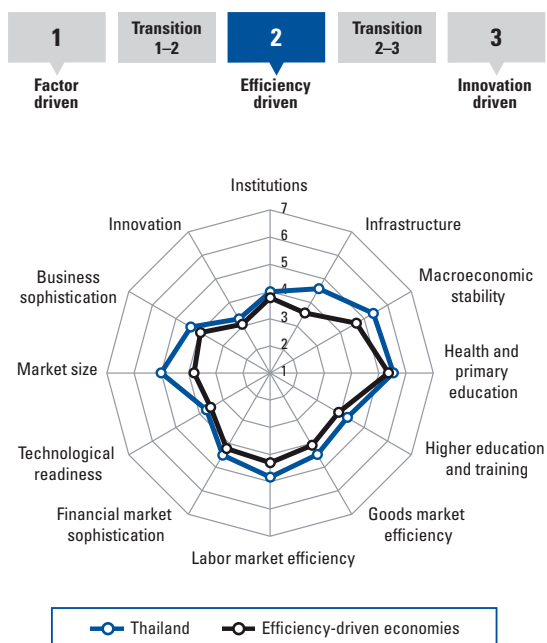 1
Transition
1–2
2
Transition
2–3
3
Factor
driven
Efficiency
driven
Innovation
driven
Institutions
7
6
5
4
3
2
1
Infrastructure
Macroeconomic
stability
Health and
primary
education
Higher education
and training
Goods market
efficiency
Labor market efficiency
Financial market
sophistication
Technological
readiness
Market size
Business
sophistication
Innovation
Thailand
Efficiency-driven economies